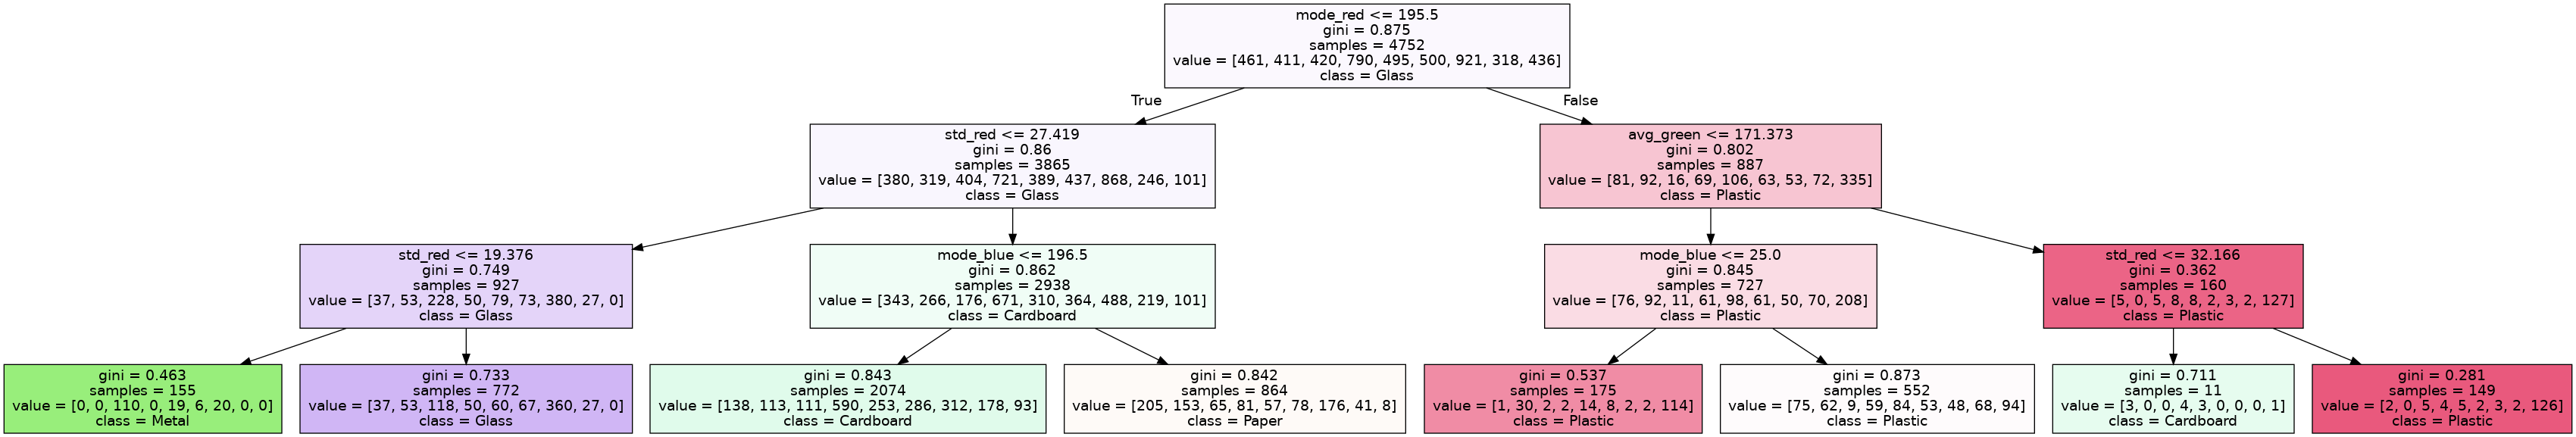 mode_red <= 195.5
gini = 0.875
samples = 4752
value = [461, 411, 420, 790, 495, 500, 921, 318, 436]
class = Glass
True
False
std_red <= 27.419
gini = 0.86
samples = 3865
value = [380, 319, 404, 721, 389, 437, 868, 246, 101]
class = Glass
avg_green <= 171.373
gini = 0.802
samples = 887
value = [81, 92, 16, 69, 106, 63, 53, 72, 335]
class = Plastic
std_red <= 19.376
gini = 0.749
samples = 927
value = [37, 53, 228, 50, 79, 73, 380, 27, 0]
class = Glass
mode_blue <= 196.5
gini = 0.862
samples = 2938
value = [343, 266, 176, 671, 310, 364, 488, 219, 101]
class = Cardboard
mode_blue <= 25.0
gini = 0.845
samples = 727
value = [76, 92, 11, 61, 98, 61, 50, 70, 208]
class = Plastic
std_red <= 32.166
gini = 0.362
samples = 160
value = [5, 0, 5, 8, 8, 2, 3, 2, 127]
class = Plastic
gini = 0.463
samples = 155
value = [0, 0, 110, 0, 19, 6, 20, 0, 0]
class = Metal
gini = 0.733
samples = 772
value = [37, 53, 118, 50, 60, 67, 360, 27, 0]
class = Glass
gini = 0.843
samples = 2074
value = [138, 113, 111, 590, 253, 286, 312, 178, 93]
class = Cardboard
gini = 0.842
samples = 864
value = [205, 153, 65, 81, 57, 78, 176, 41, 8]
class = Paper
gini = 0.537
samples = 175
value = [1, 30, 2, 2, 14, 8, 2, 2, 114]
class = Plastic
gini = 0.873
samples = 552
value = [75, 62, 9, 59, 84, 53, 48, 68, 94]
class = Plastic
gini = 0.711
samples = 11
value = [3, 0, 0, 4, 3, 0, 0, 0, 1]
class = Cardboard
gini = 0.281
samples = 149
value = [2, 0, 5, 4, 5, 2, 3, 2, 126]
class = Plastic